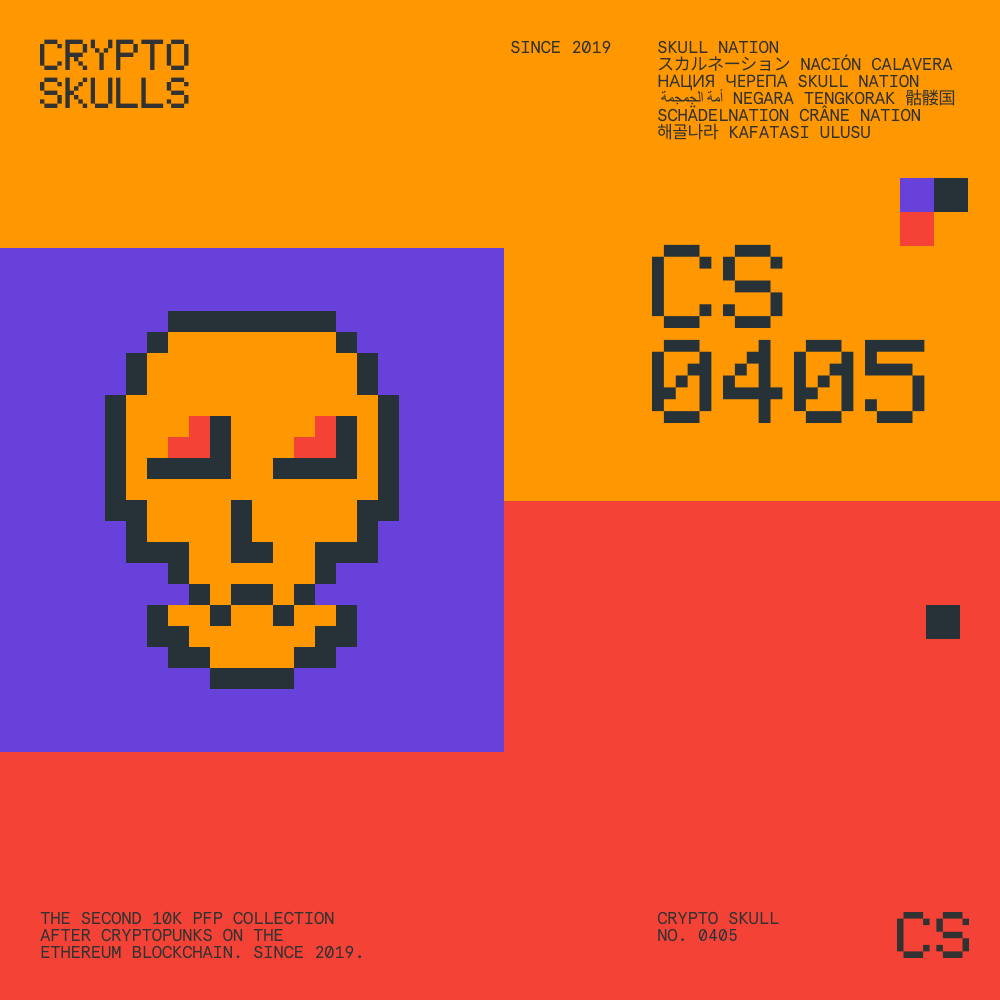 CRYPTO
SKULLS
SINCE 2019
SKULL NATION
スカルネーション NACIÓN CALAVERA
НАЦИЯ ЧЕРЕПА SKULL NATION
أمة الجمجمة NEGARA TENGKORAK 骷髅国
SCHÄDELNATION CRÂNE NATION
해골나라 KAFATASI ULUSU
CS
0405
THE SECOND 10K PFP COLLECTION
AFTER CRYPTOPUNKS ON THE
ETHEREUM BLOCKCHAIN. SINCE 2019.
CRYPTO SKULL
NO. 0405
CS